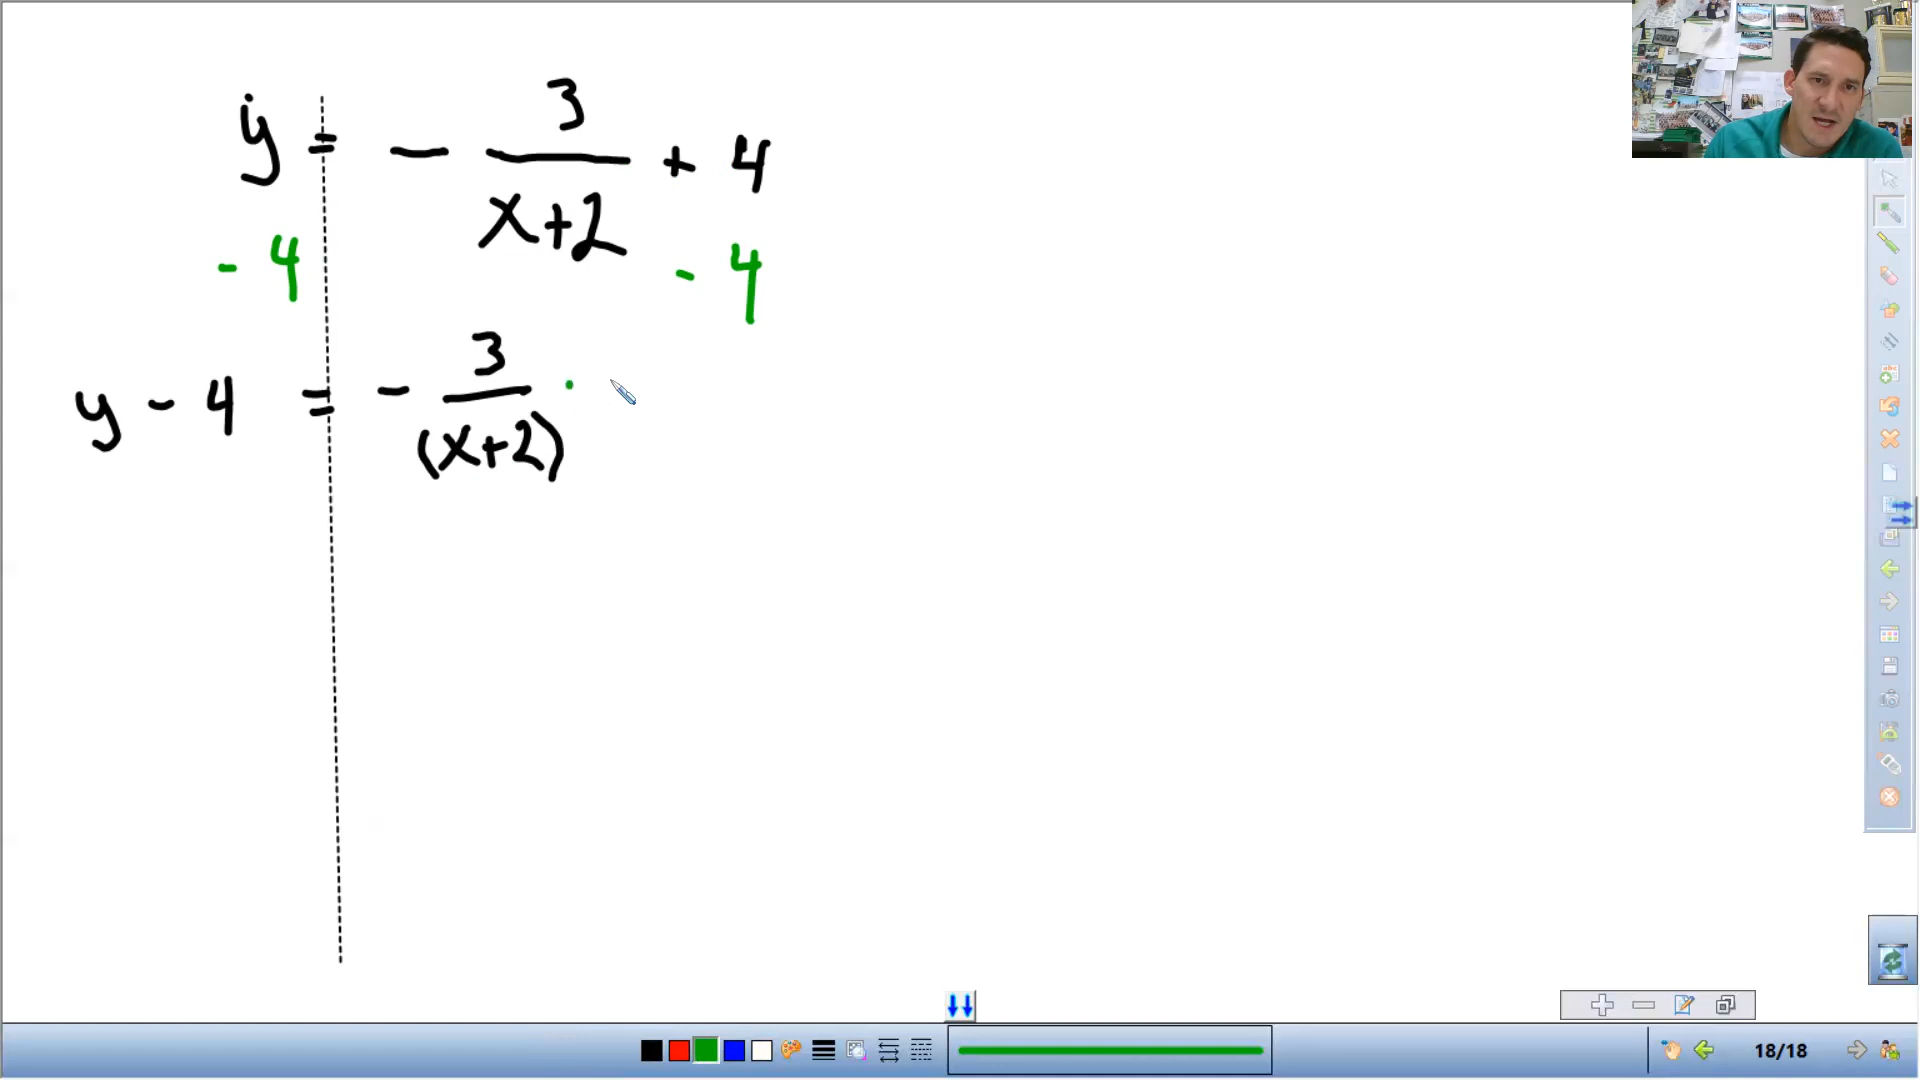 y = - 3/(x+2) + 4
- 4 - 4
y - 4 = - 3/(x+2) ·
18/18